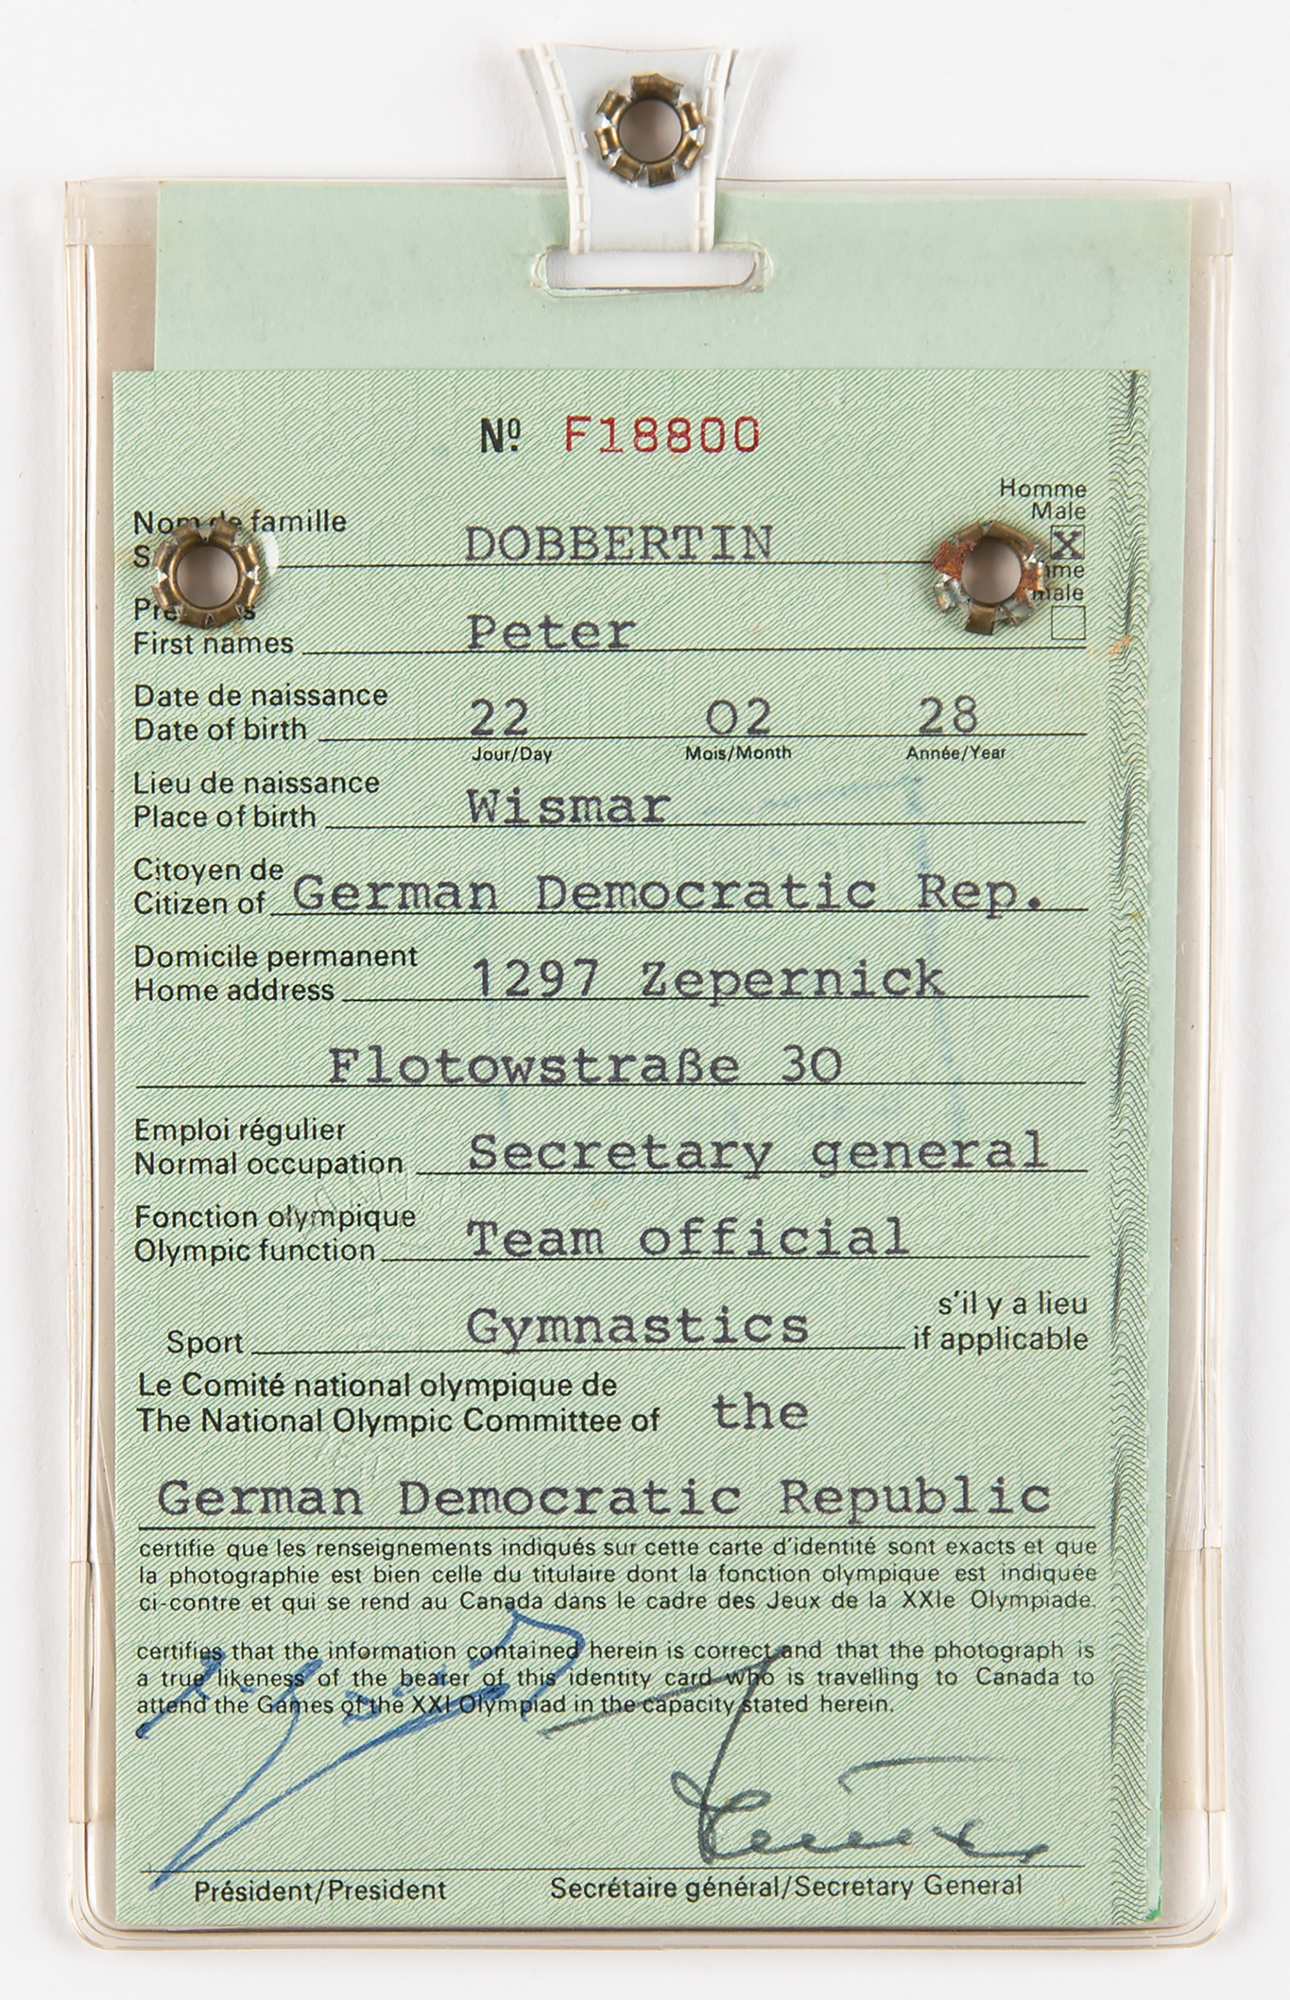 Nº F18800
Homme
Male
Nom de famille
DOBBERTIN
X
First names Peter
Date de naissance
Date of birth 22 02 28
Jour/Day Mois/Month Année/Year
Lieu de naissance
Place of birth Wismar
Citoyen de
Citizen of German Democratic Rep.
Domicile permanent
Home address 1297 Zepernick
Flotowstraße 30
Emploi régulier
Normal occupation Secretary general
Fonction olympique
Olympic function Team official
s'il y a lieu
Sport Gymnastics if applicable
Le Comité national olympique de
The National Olympic Committee of the
German Democratic Republic
certifie que les renseignements indiqués sur cette carte d'identité sont exacts et que
la photographie est bien celle du titulaire dont la fonction olympique est indiquée
ci-contre et qui se rend au Canada dans le cadre des Jeux de la XXIe Olympiade.
certifies that the information contained herein is correct and that the photograph is
a true likeness of the bearer of this identity card who is travelling to Canada to
attend the Games of the XXI Olympiad in the capacity stated herein.
Président/President Secrétaire général/Secretary General